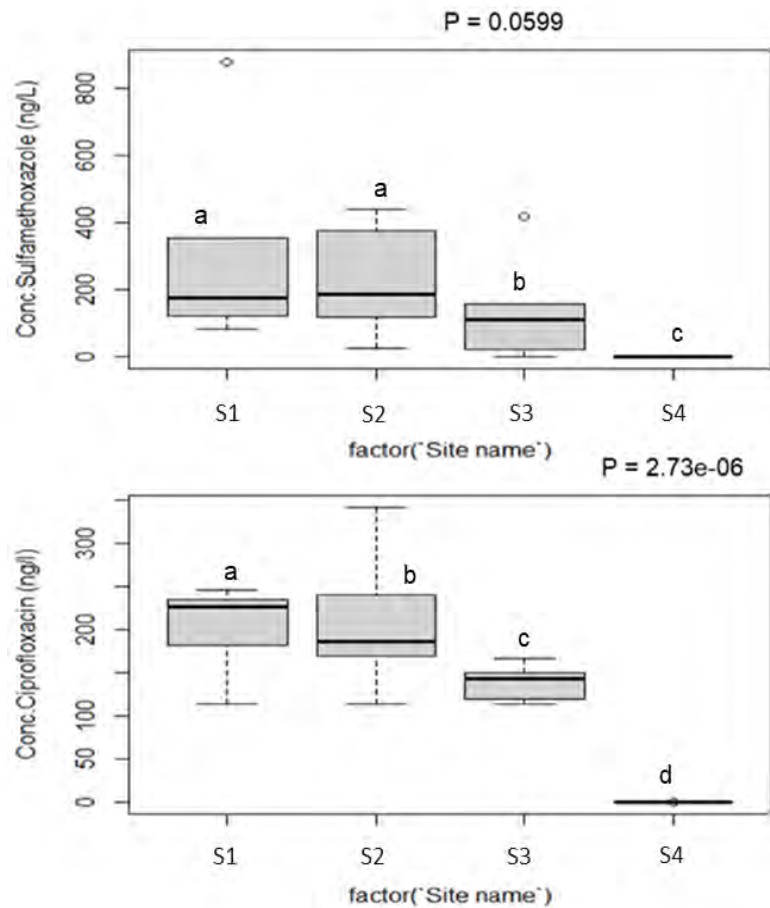 P = 0.0599
Conc.Sulfamethoxazole (ng/L)
800
600
400
200
0
a
a
b
c
S1 S2 S3 S4
factor(`Site name`)
P = 2.73e-06
Conc.Ciprofloxacin (ng/l)
300
200
100
50
0
a
b
c
d
S1 S2 S3 S4
factor(`Site name`)